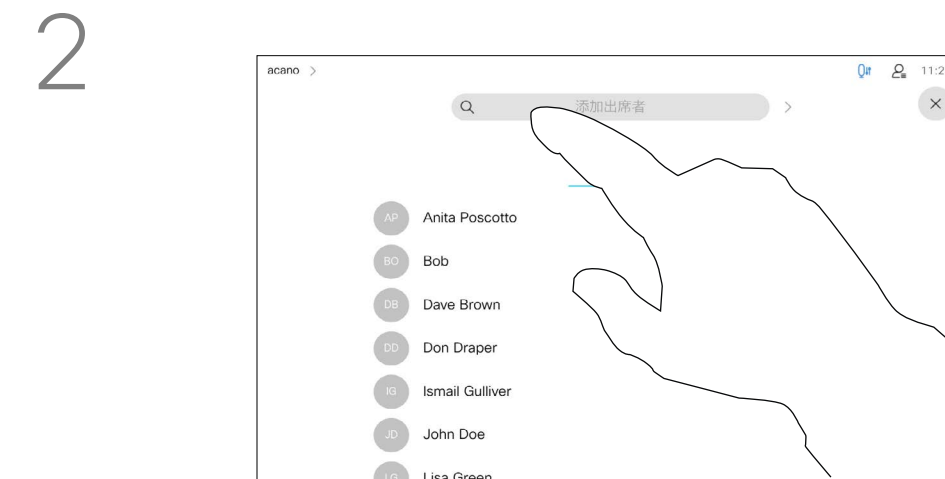 2
acano >
11:2
添加出席者
AP Anita Poscotto
BO Bob
DB Dave Brown
DD Don Draper
IG Ismail Gulliver
JD John Doe
LG Lisa Green